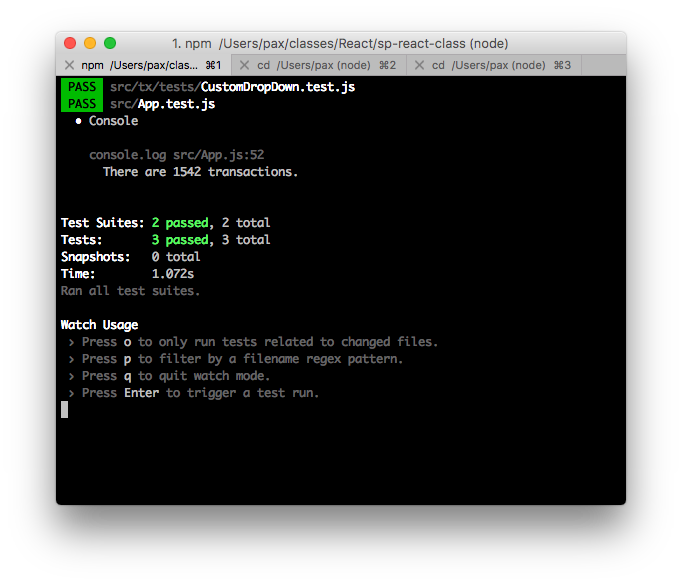 1. npm /Users/pax/classes/React/sp-react-class (node)
npm /Users/pax/clas... ⌘1 cd /Users/pax (node) ⌘2 cd /Users/pax (node) ⌘3
PASS src/tx/tests/CustomDropDown.test.js
PASS src/App.test.js
● Console
console.log src/App.js:52
There are 1542 transactions.
Test Suites: 2 passed, 2 total
Tests: 3 passed, 3 total
Snapshots: 0 total
Time: 1.072s
Ran all test suites.
Watch Usage
› Press o to only run tests related to changed files.
› Press p to filter by a filename regex pattern.
› Press q to quit watch mode.
› Press Enter to trigger a test run.